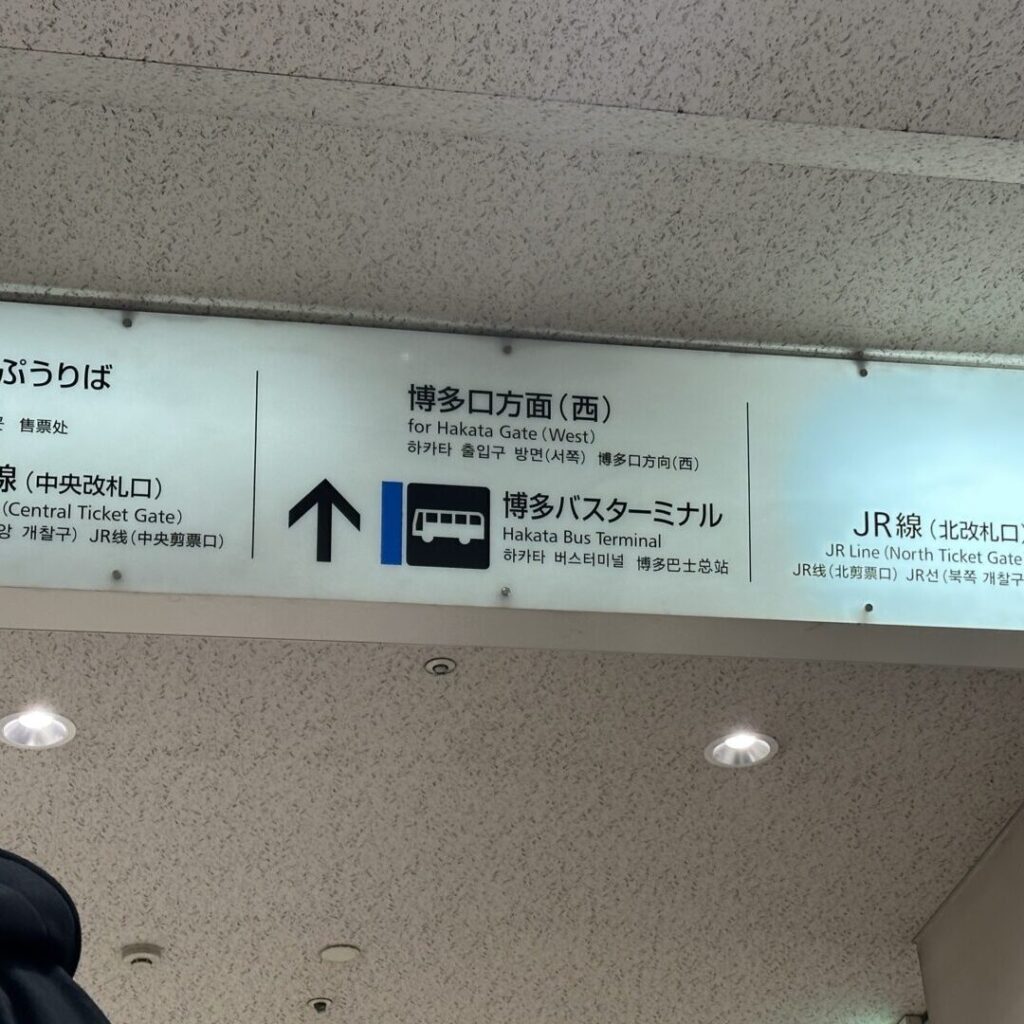 ぷうりば
售票处
線（中央改札口）
(Central Ticket Gate)
앙 개찰구） JR线（中央剪票口）
博多口方面（西）
for Hakata Gate (West)
하카타 출입구 방면(서쪽) 博多口方向(西)
博多バスターミナル
Hakata Bus Terminal
하카타 버스터미널 博多巴士总站
JR線（北改札口）
JR Line (North Ticket Gate
JR线（北剪票口） JR선(북쪽 개찰구